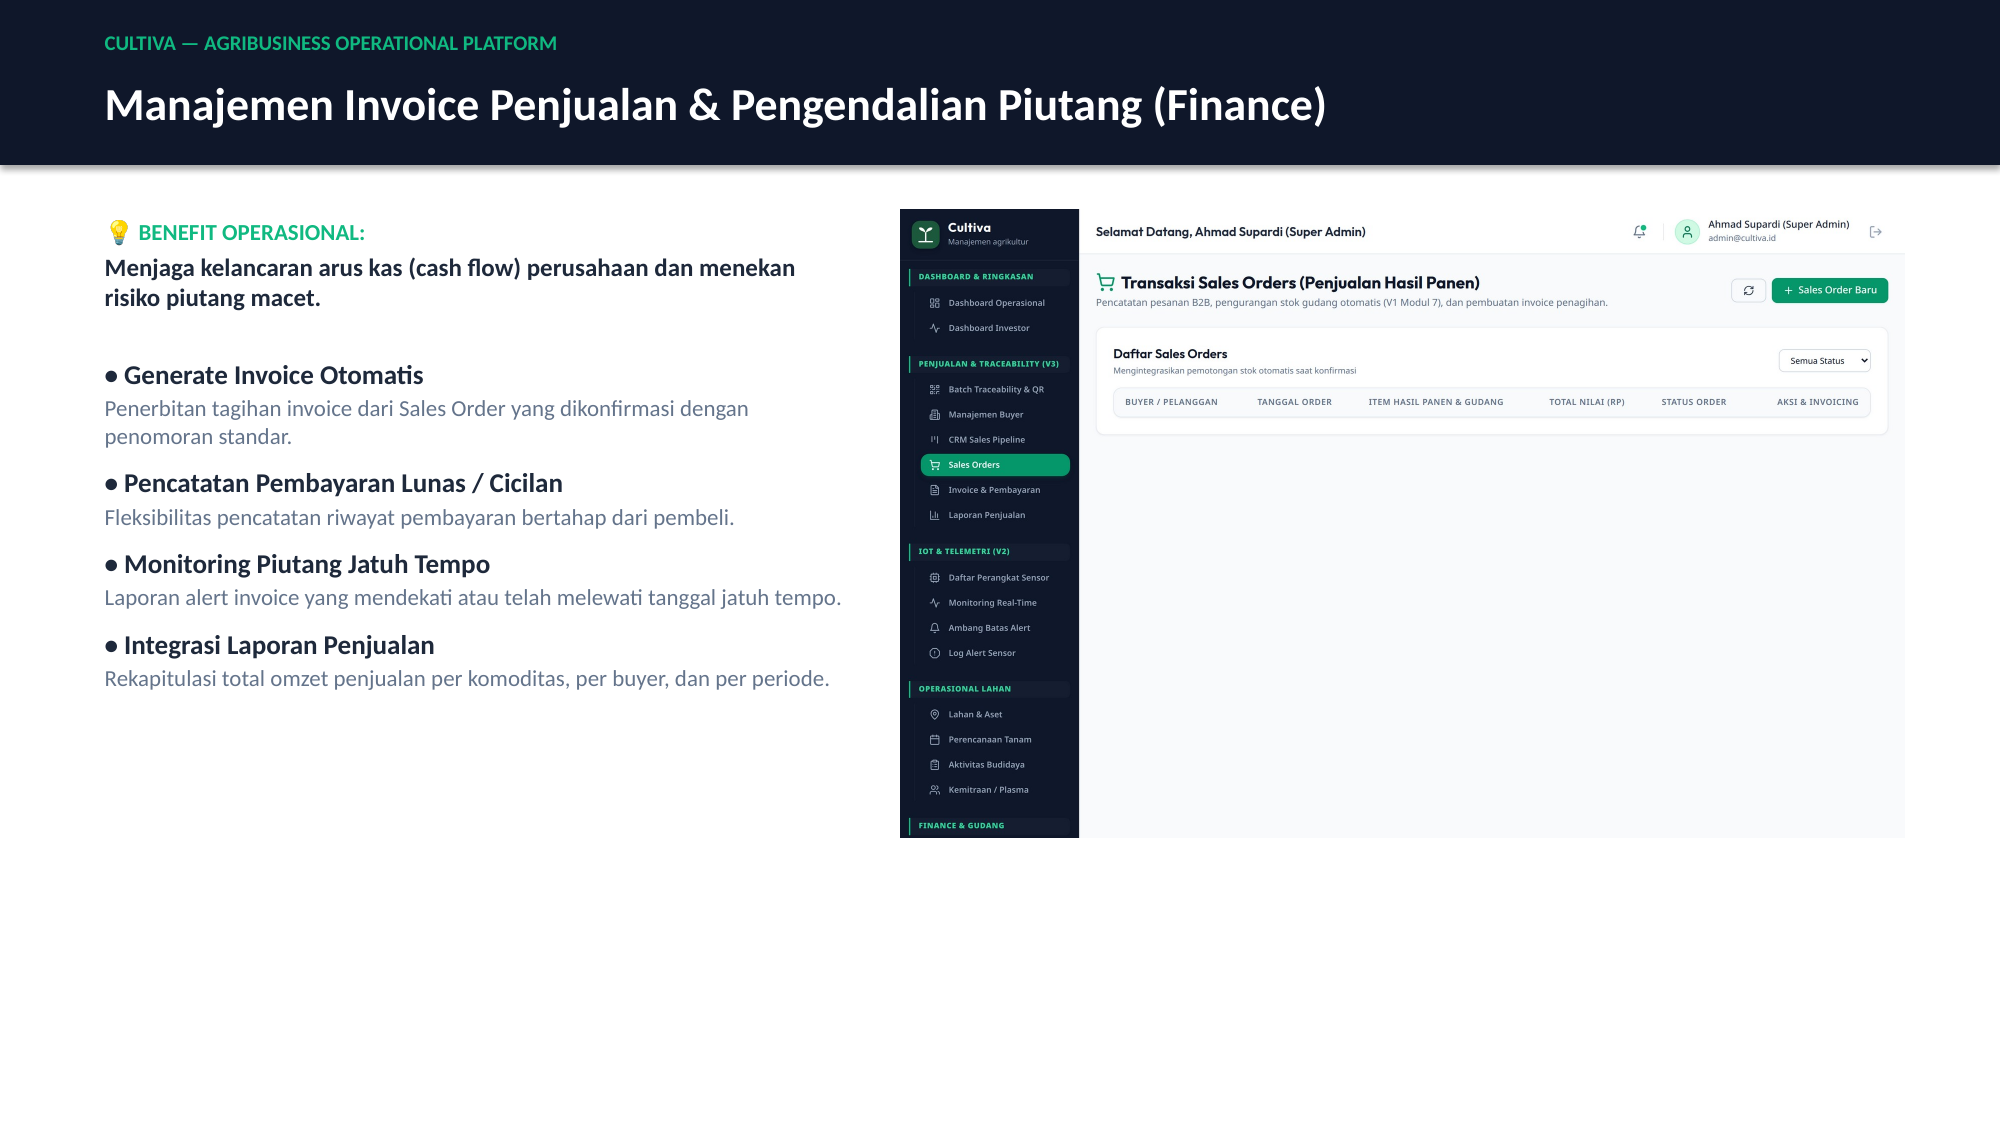 CULTIVA — AGRIBUSINESS OPERATIONAL PLATFORM
Manajemen Invoice Penjualan & Pengendalian Piutang (Finance)
💡 BENEFIT OPERASIONAL:
Menjaga kelancaran arus kas (cash flow) perusahaan dan menekan
risiko piutang macet.
● Generate Invoice Otomatis
Penerbitan tagihan invoice dari Sales Order yang dikonfirmasi dengan
penomoran standar.
● Pencatatan Pembayaran Lunas / Cicilan
Fleksibilitas pencatatan riwayat pembayaran bertahap dari pembeli.
● Monitoring Piutang Jatuh Tempo
Laporan alert invoice yang mendekati atau telah melewati tanggal jatuh tempo.
● Integrasi Laporan Penjualan
Rekapitulasi total omzet penjualan per komoditas, per buyer, dan per periode.
Cultiva
Manajemen agrikultur
DASHBOARD & RINGKASAN
Dashboard Operasional
Dashboard Investor
PENJUALAN & TRACEABILITY (V3)
Batch Traceability & QR
Manajemen Buyer
CRM Sales Pipeline
Sales Orders
Invoice & Pembayaran
Laporan Penjualan
IOT & TELEMETRI (V2)
Daftar Perangkat Sensor
Monitoring Real-Time
Ambang Batas Alert
Log Alert Sensor
OPERASIONAL LAHAN
Lahan & Aset
Perencanaan Tanam
Aktivitas Budidaya
Kemitraan / Plasma
FINANCE & GUDANG
Selamat Datang, Ahmad Supardi (Super Admin)
Ahmad Supardi (Super Admin)
admin@cultiva.id
Transaksi Sales Orders (Penjualan Hasil Panen)
Pencatatan pesanan B2B, pengurangan stok gudang otomatis (V1 Modul 7), dan pembuatan invoice penagihan.
+ Sales Order Baru
Daftar Sales Orders
Mengintegrasikan pemotongan stok otomatis saat konfirmasi
Semua Status
BUYER / PELANGGAN TANGGAL ORDER ITEM HASIL PANEN & GUDANG TOTAL NILAI (RP) STATUS ORDER AKSI & INVOICING